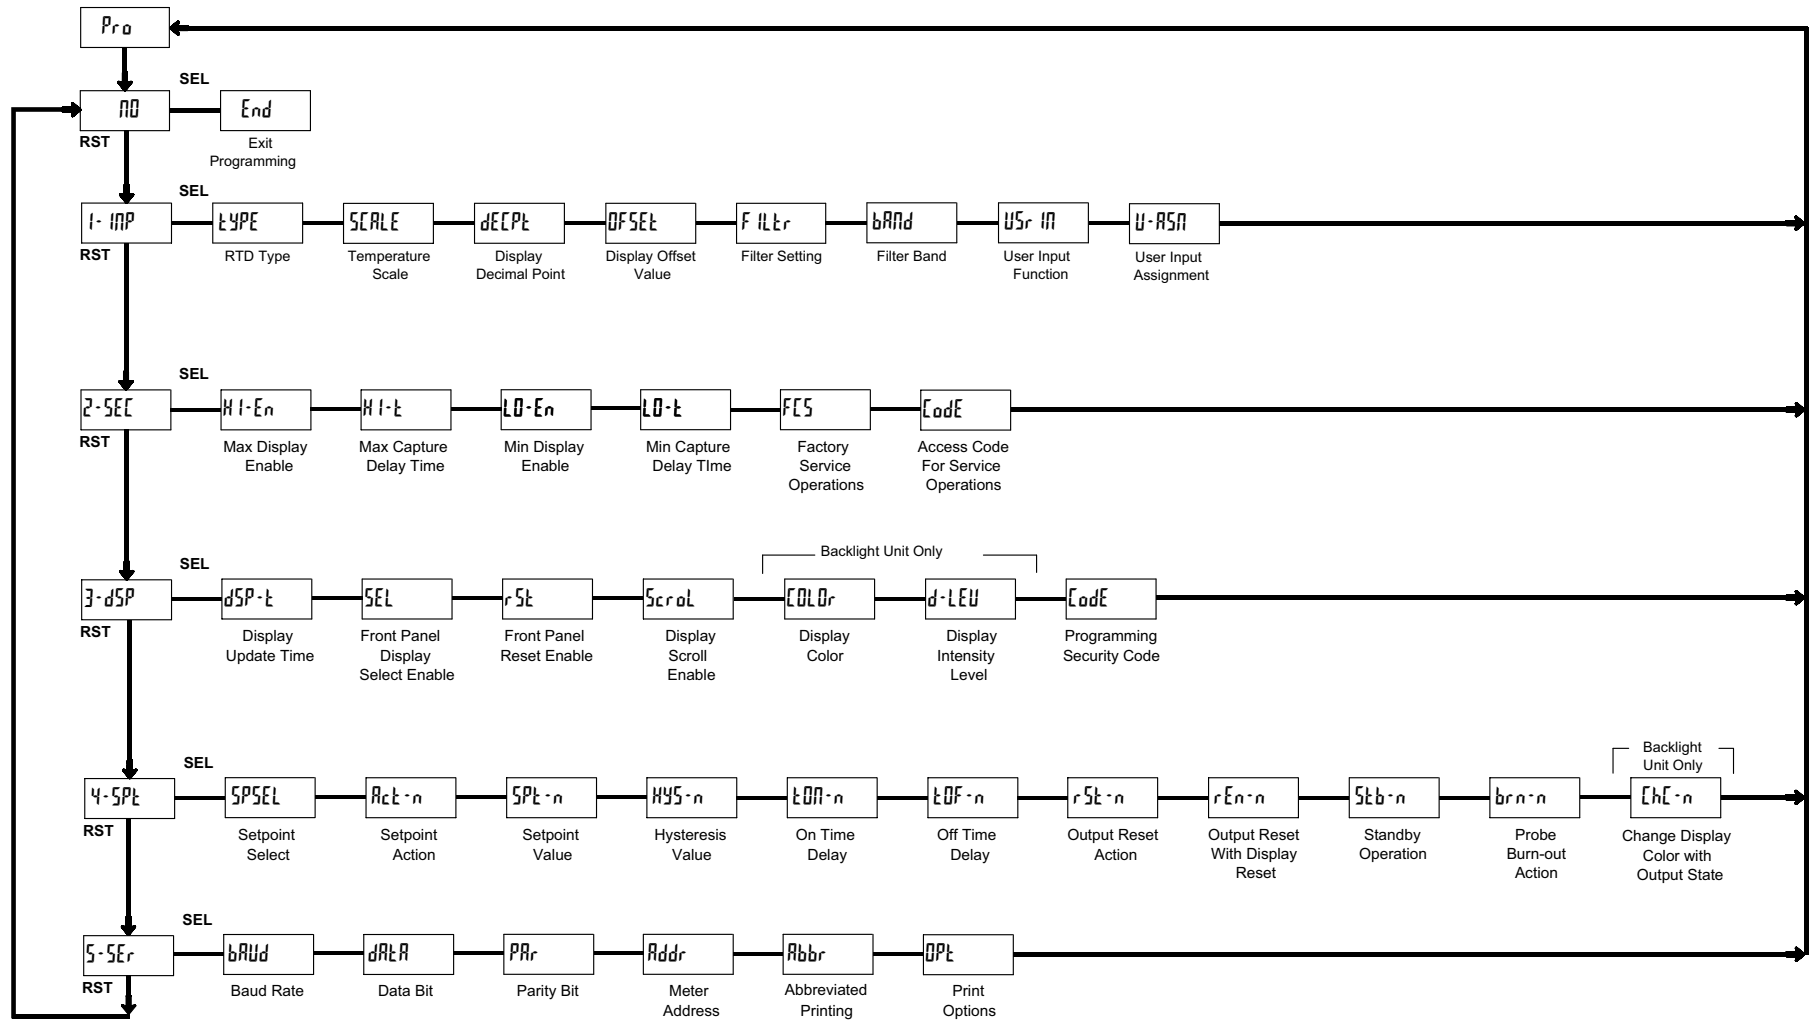 Pro
SEL
NO
End
RST
Exit
Programming
SEL
1-INP
tYPE
SCALE
dECPt
OFSEt
FILtr
bANd
USrIN
U-ASN
RST
RTD Type
Temperature
Scale
Display
Decimal Point
Display Offset
Value
Filter Setting
Filter Band
User Input
Function
User Input
Assignment
SEL
2-SEC
HI-En
HI-t
LO-En
LO-t
FCS
CodE
RST
Max Display
Enable
Max Capture
Delay Time
Min Display
Enable
Min Capture
Delay TIme
Factory
Service
Operations
Access Code
For Service
Operations
Backlight Unit Only
SEL
3-dSP
dSP-t
SEL
rSt
ScroL
COLOr
d-LEV
CodE
RST
Display
Update Time
Front Panel
Display
Select Enable
Front Panel
Reset Enable
Display
Scroll
Enable
Display
Color
Display
Intensity
Level
Programming
Security Code
Backlight
Unit Only
SEL
4-SPt
SPSEL
Act-n
SPt-n
HYS-n
tON-n
tOF-n
rSt-n
rEn-n
Stb-n
brn-n
ChC-n
RST
Setpoint
Select
Setpoint
Action
Setpoint
Value
Hysteresis
Value
On Time
Delay
Off Time
Delay
Output Reset
Action
Output Reset
With Display
Reset
Standby
Operation
Probe
Burn-out
Action
Change Display
Color with
Output State
SEL
5-SEr
bAUd
dAtA
PAr
Addr
Abbr
OPt
RST
Baud Rate
Data Bit
Parity Bit
Meter
Address
Abbreviated
Printing
Print
Options